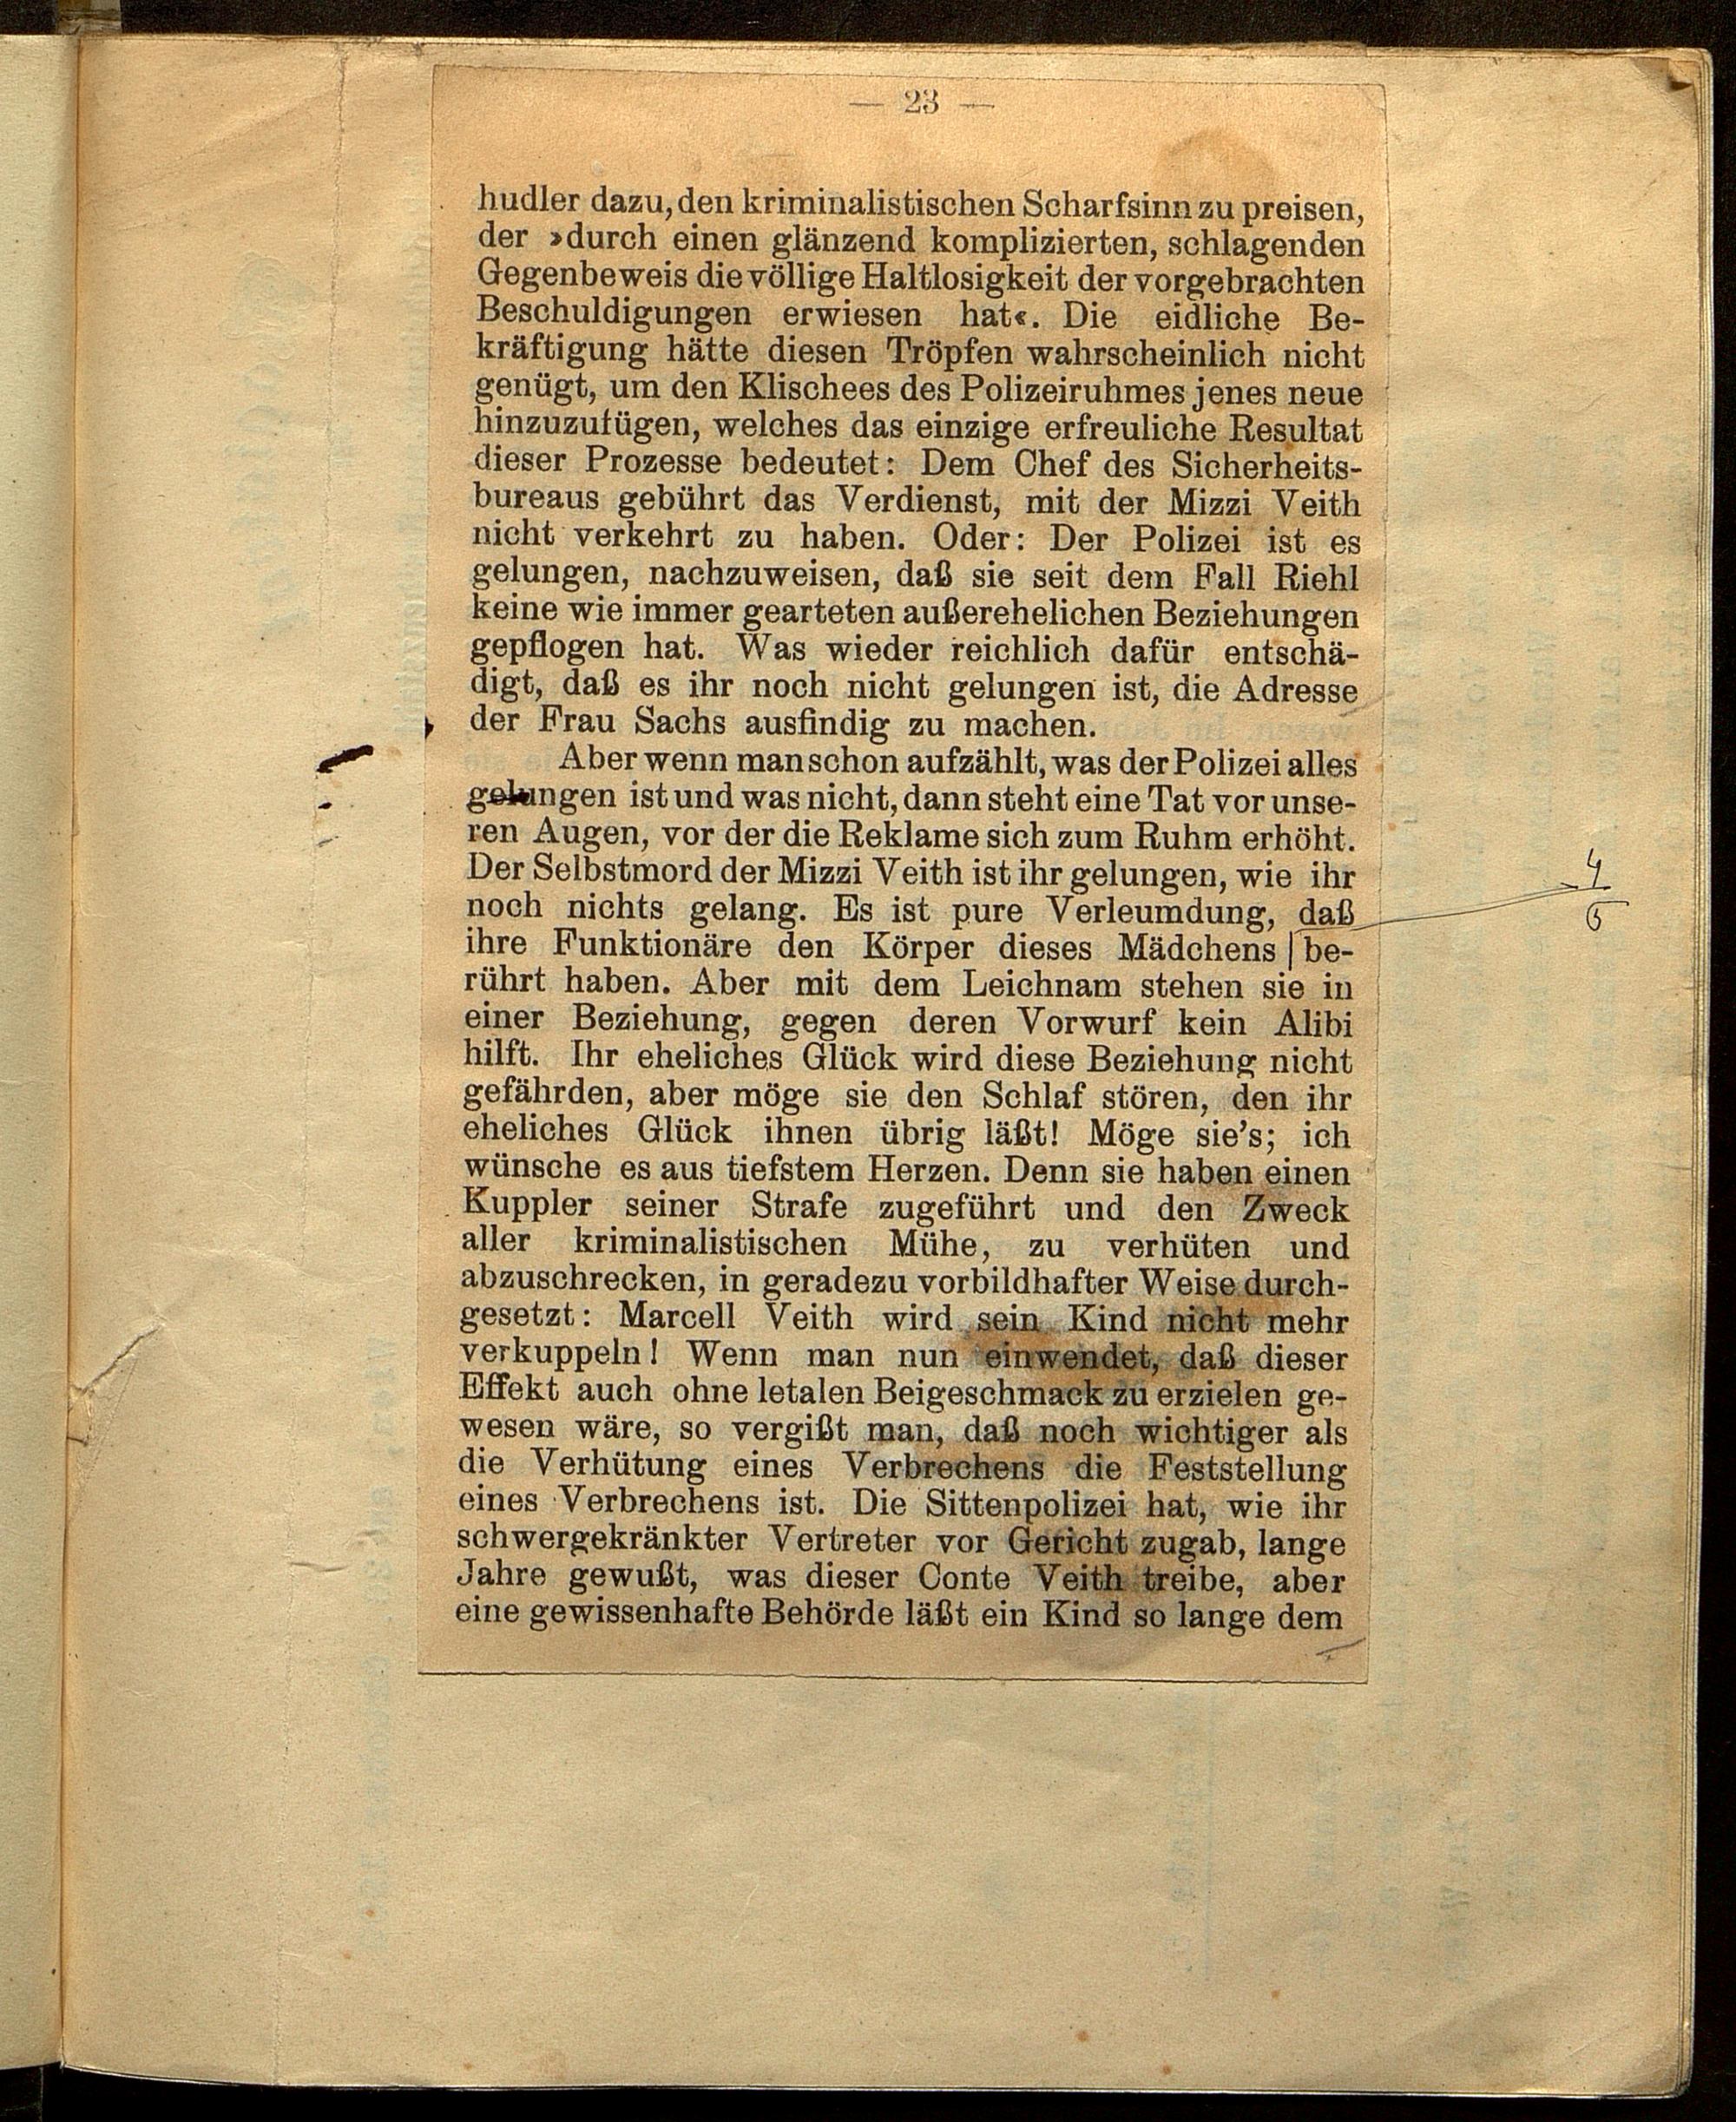 — 23 —
hudler dazu, den kriminalistischen Scharfsinn zu preisen,
der »durch einen glänzend komplizierten, schlagenden
Gegenbeweis die völlige Haltlosigkeit der vorgebrachten
Beschuldigungen erwiesen hat«. Die eidliche Be-
kräftigung hätte diesen Tröpfen wahrscheinlich nicht
genügt, um den Klischees des Polizeiruhmes jenes neue
hinzuzufügen, welches das einzige erfreuliche Resultat
dieser Prozesse bedeutet: Dem Chef des Sicherheits-
bureaus gebührt das Verdienst, mit der Mizzi Veith
nicht verkehrt zu haben. Oder: Der Polizei ist es
gelungen, nachzuweisen, daß sie seit dem Fall Riehl
keine wie immer gearteten außerehelichen Beziehungen
gepflogen hat. Was wieder reichlich dafür entschä-
digt, daß es ihr noch nicht gelungen ist, die Adresse
der Frau Sachs ausfindig zu machen.
Aber wenn man schon aufzählt, was der Polizei alles
gelungen ist und was nicht, dann steht eine Tat vor unse-
ren Augen, vor der die Reklame sich zum Ruhm erhöht.
Der Selbstmord der Mizzi Veith ist ihr gelungen, wie ihr
noch nichts gelang. Es ist pure Verleumdung, daß
ihre Funktionäre den Körper dieses Mädchens be-
rührt haben. Aber mit dem Leichnam stehen sie in
einer Beziehung, gegen deren Vorwurf kein Alibi
hilft. Ihr eheliches Glück wird diese Beziehung nicht
gefährden, aber möge sie den Schlaf stören, den ihr
eheliches Glück ihnen übrig läßt! Möge sie's; ich
wünsche es aus tiefstem Herzen. Denn sie haben einen
Kuppler seiner Strafe zugeführt und den Zweck
aller kriminalistischen Mühe, zu verhüten und
abzuschrecken, in geradezu vorbildhafter Weise durch-
gesetzt: Marcell Veith wird sein Kind nicht mehr
verkuppeln! Wenn man nun einwendet, daß dieser
Effekt auch ohne letalen Beigeschmack zu erzielen ge-
wesen wäre, so vergißt man, daß noch wichtiger als
die Verhütung eines Verbrechens die Feststellung
eines Verbrechens ist. Die Sittenpolizei hat, wie ihr
schwergekränkter Vertreter vor Gericht zugab, lange
Jahre gewußt, was dieser Conte Veith treibe, aber
eine gewissenhafte Behörde läßt ein Kind so lange dem